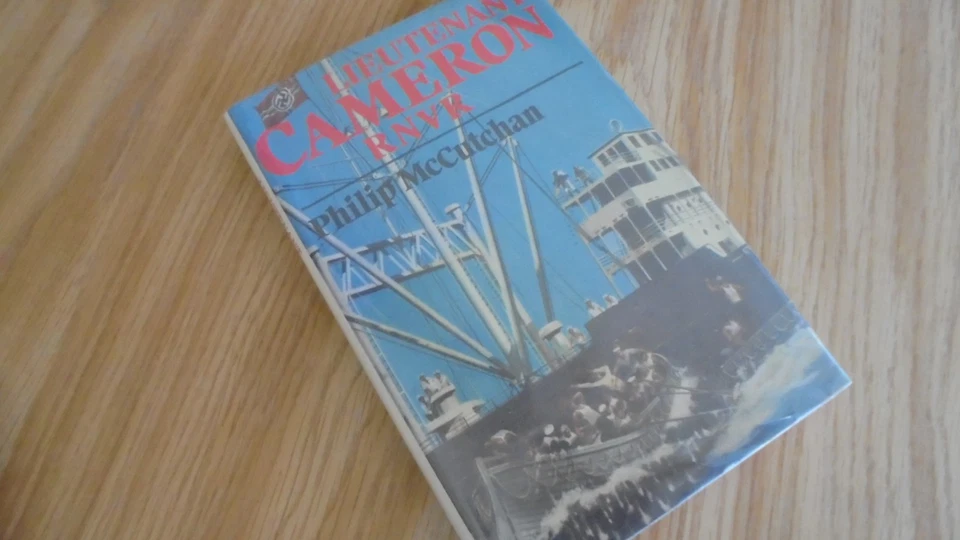 LIEUTENANT
CAMERON
RNVR
Philip McCutchan